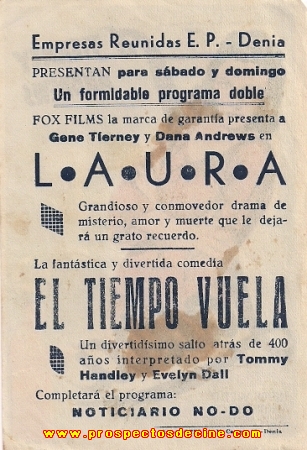 Empresas Reunidas E. P. - Denia
PRESENTAN para sábado y domingo
Un formidable programa doble
FOX FILMS la marca de garantía presenta a
Gene Tierney y Dana Andrews en
L.A.U.R.A
Grandioso y conmovedor drama de
misterio, amor y muerte que le deja-
rá un grato recuerdo.
La fantástica y divertida comedia
EL TIEMPO VUELA
Un divertidísimo salto atrás de 400
años interpretado por Tommy
Handley y Evelyn Dall
Completará el programa:
NOTICIARIO NO-DO
Denia
www.prospectosdecine.com